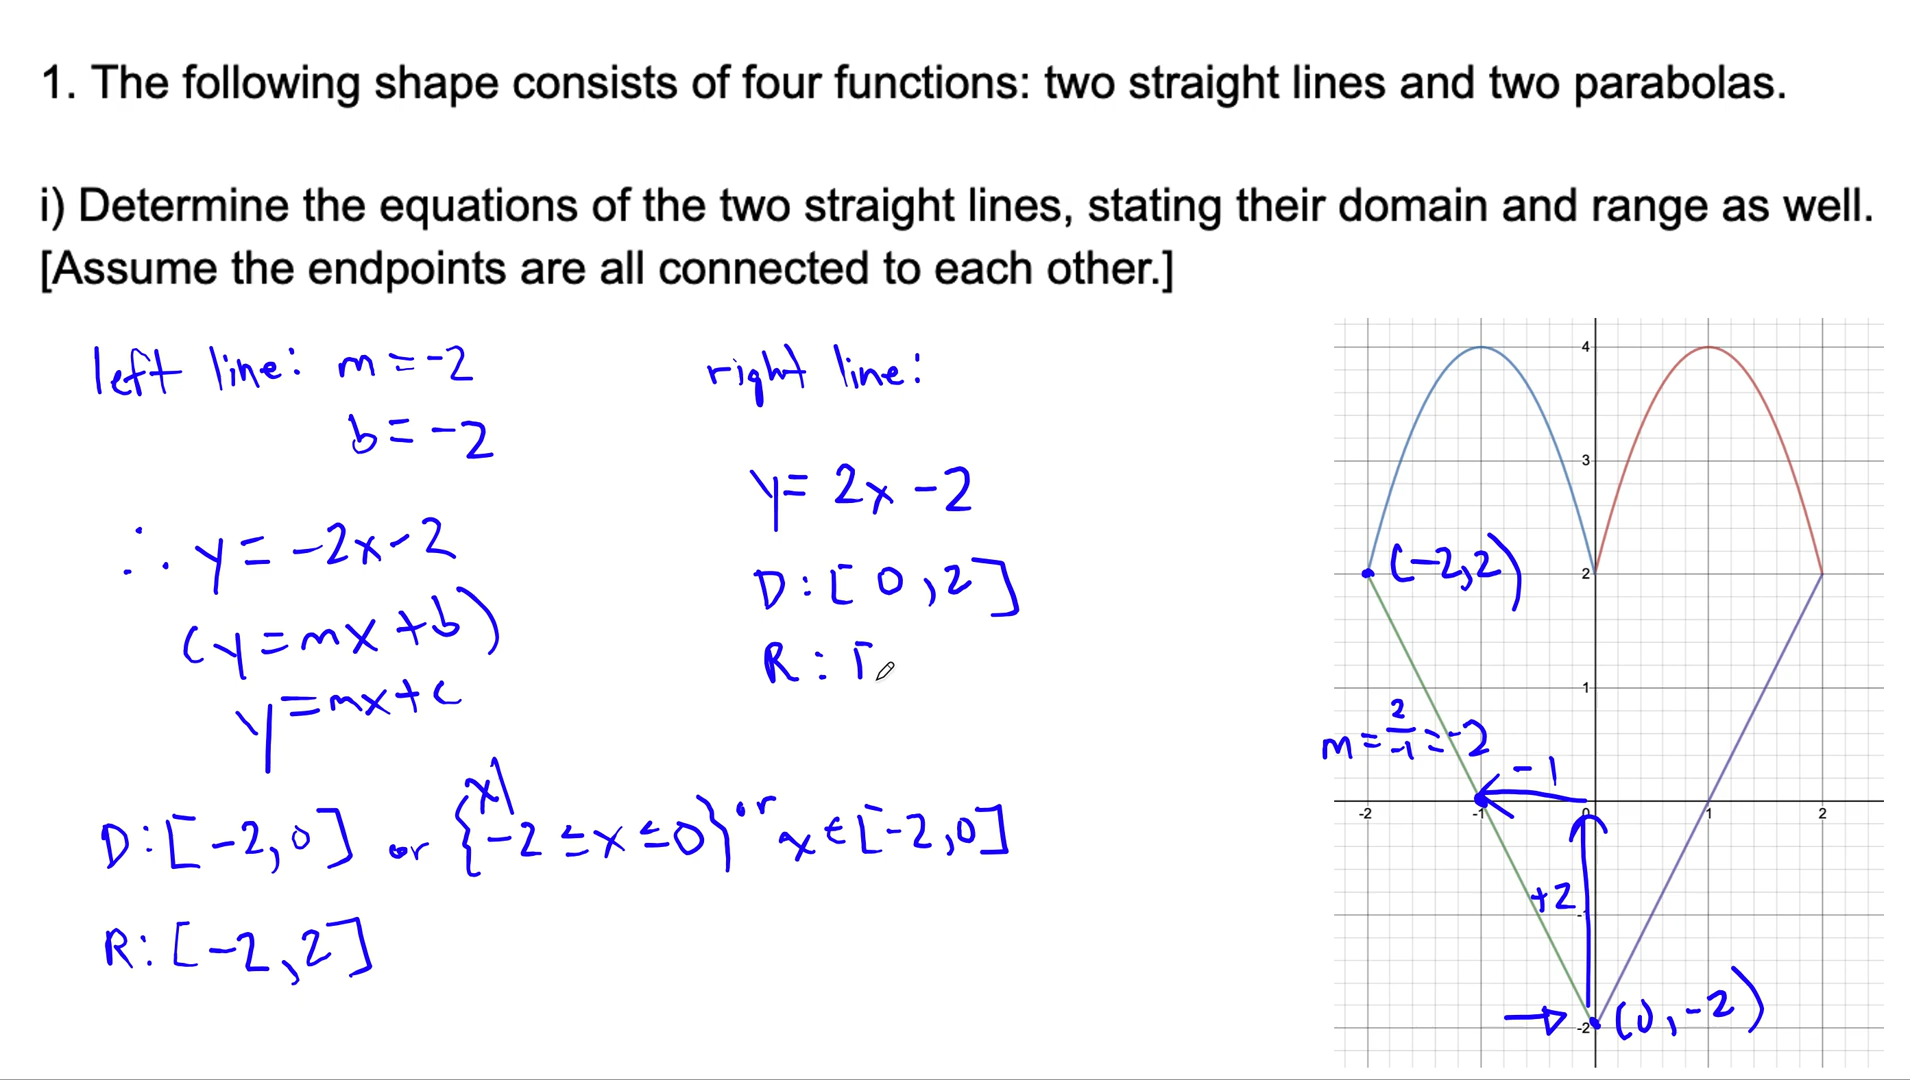 1. The following shape consists of four functions: two straight lines and two parabolas.
i) Determine the equations of the two straight lines, stating their domain and range as well.
[Assume the endpoints are all connected to each other.]
left line: m = -2
b = -2
∴ y = -2x - 2
(y = mx + b)
y = mx + c
D: [-2, 0] or {x| -2 ≤ x ≤ 0} or x ∈ [-2, 0]
R: [-2, 2]
right line:
y = 2x - 2
D: [0, 2]
R: [
4
3
(-2, 2)
2
1
m = 2/-1 = -2
-1
-2 -1 0 1 2
+2
-1
-2
(0, -2)